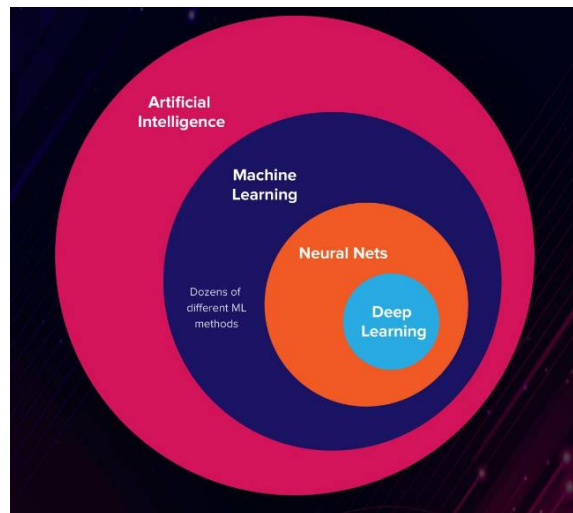 Artificial
Intelligence
Machine
Learning
Neural Nets
Dozens of
different ML
methods
Deep
Learning